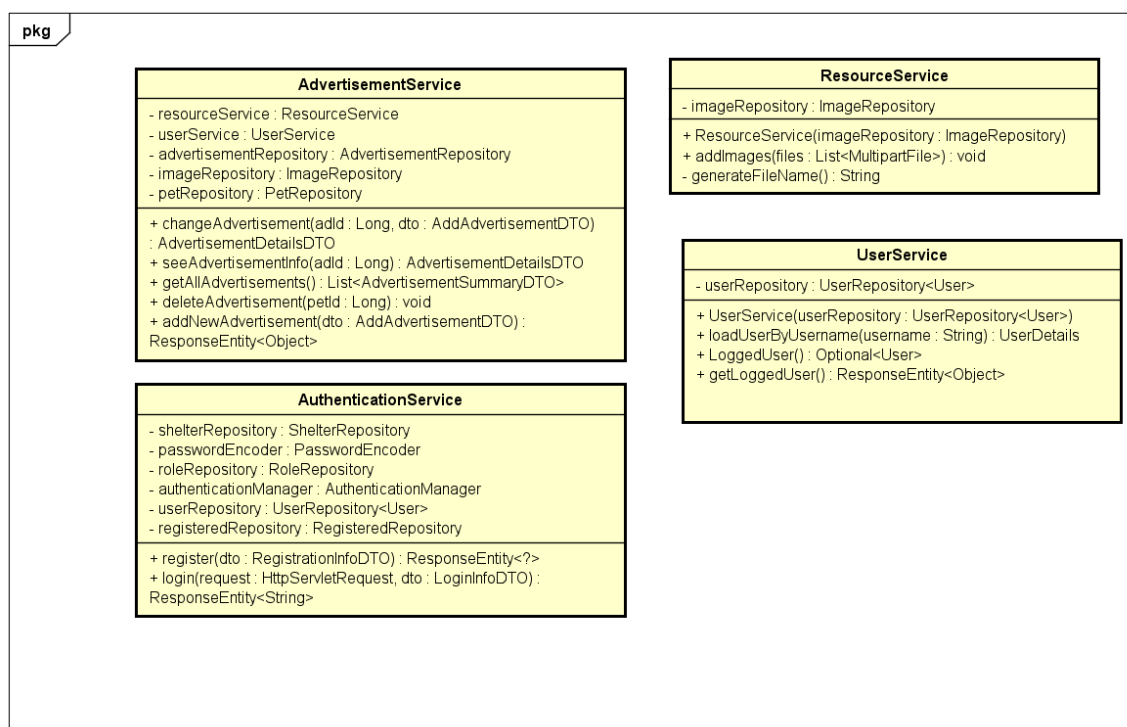 pkg
AdvertisementService
- resourceService : ResourceService
- userService : UserService
- advertisementRepository : AdvertisementRepository
- imageRepository : ImageRepository
- petRepository : PetRepository
+ changeAdvertisement(adId : Long, dto : AddAdvertisementDTO)
: AdvertisementDetailsDTO
+ seeAdvertisementInfo(adId : Long) : AdvertisementDetailsDTO
+ getAllAdvertisements() : List<AdvertisementSummaryDTO>
+ deleteAdvertisement(petId : Long) : void
+ addNewAdvertisement(dto : AddAdvertisementDTO) :
ResponseEntity<Object>
ResourceService
- imageRepository : ImageRepository
+ ResourceService(imageRepository : ImageRepository)
+ addImages(files : List<MultipartFile>) : void
- generateFileName() : String
UserService
- userRepository : UserRepository<User>
+ UserService(userRepository : UserRepository<User>)
+ loadUserByUsername(username : String) : UserDetails
+ LoggedUser() : Optional<User>
+ getLoggedUser() : ResponseEntity<Object>
AuthenticationService
- shelterRepository : ShelterRepository
- passwordEncoder : PasswordEncoder
- roleRepository : RoleRepository
- authenticationManager : AuthenticationManager
- userRepository : UserRepository<User>
- registeredRepository : RegisteredRepository
+ register(dto : RegistrationInfoDTO) : ResponseEntity<?>
+ login(request : HttpServletRequest, dto : LoginInfoDTO) :
ResponseEntity<String>